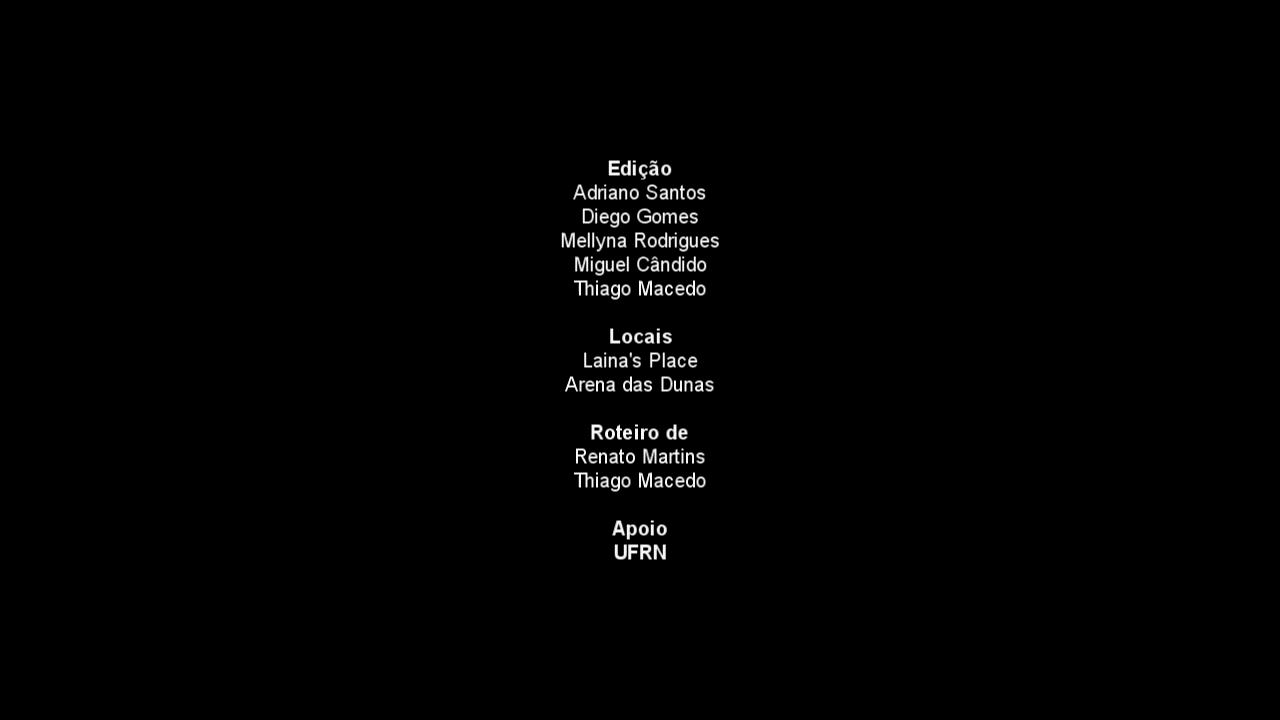 Edição
Adriano Santos
Diego Gomes
Mellyna Rodrigues
Miguel Cândido
Thiago Macedo
Locais
Laina's Place
Arena das Dunas
Roteiro de
Renato Martins
Thiago Macedo
Apoio
UFRN